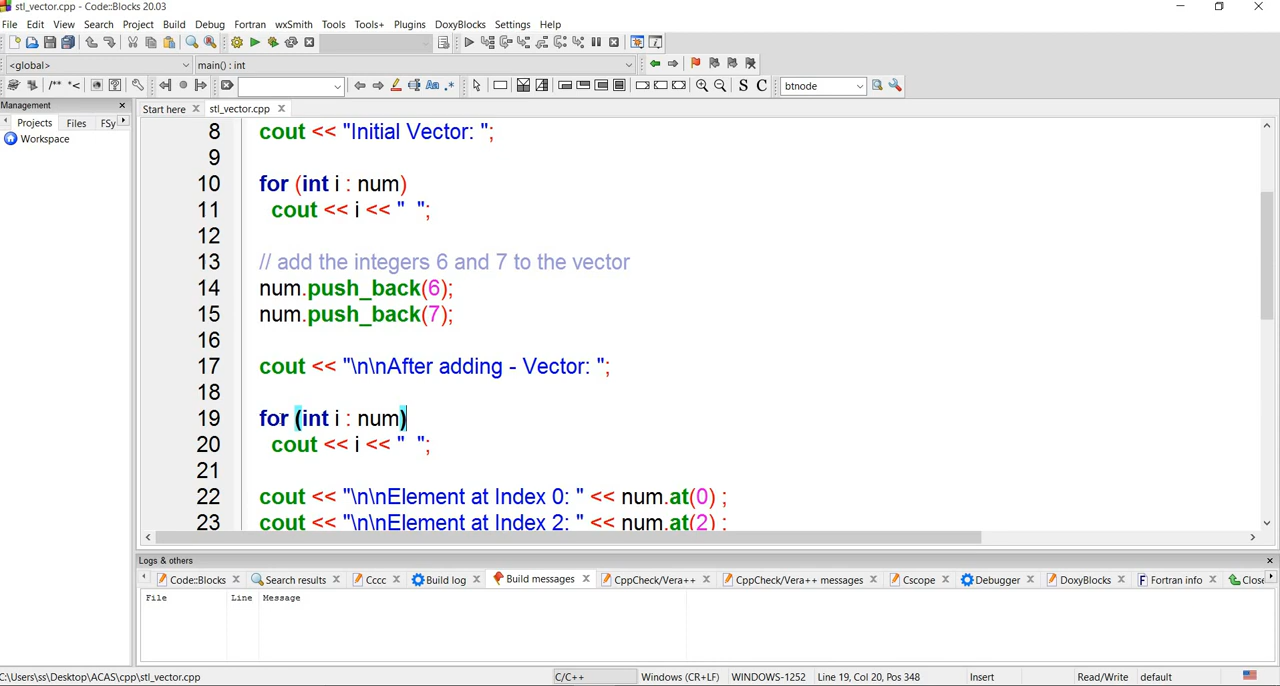 stl_vector.cpp - Code::Blocks 20.03
File Edit View Search Project Build Debug Fortran wxSmith Tools Tools+ Plugins DoxyBlocks Settings Help
<global> main() : int
/** *< Aa .* S C btnode
Management
Projects Files FSy
Workspace
Start here stl_vector.cpp
8 cout << "Initial Vector: ";
9
10 for (int i : num)
11 cout << i << "  ";
12
13 // add the integers 6 and 7 to the vector
14 num.push_back(6);
15 num.push_back(7);
16
17 cout << "\n\nAfter adding - Vector: ";
18
19 for (int i : num)
20 cout << i << "  ";
21
22 cout << "\n\nElement at Index 0: " << num.at(0) ;
23 cout << "\n\nElement at Index 2: " << num.at(2) ;
Logs & others
Code::Blocks Search results Cccc Build log Build messages CppCheck/Vera++ CppCheck/Vera++ messages Cscope Debugger DoxyBlocks Fortran info Close
File Line Message
C:\Users\ss\Desktop\ACAS\cpp\stl_vector.cpp C/C++ Windows (CR+LF) WINDOWS-1252 Line 19, Col 20, Pos 348 Insert Read/Write default